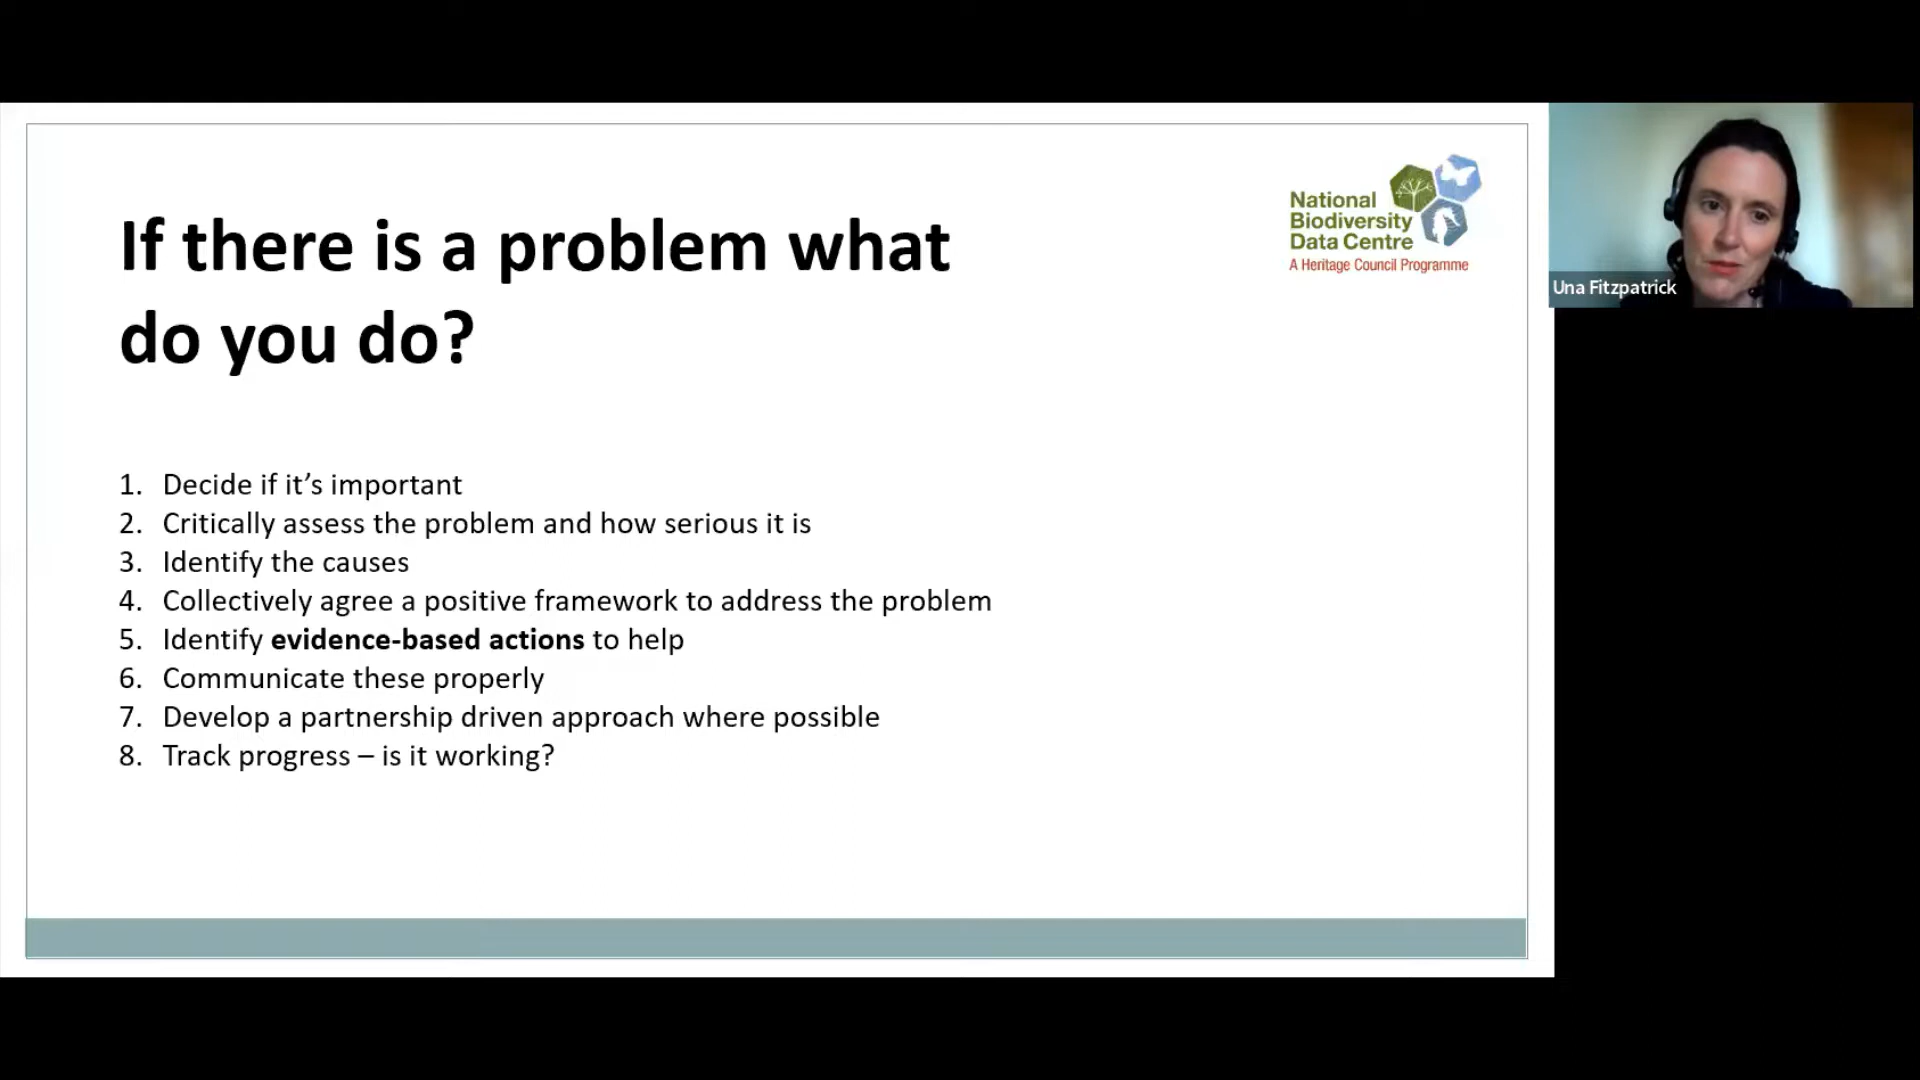 If there is a problem what
do you do?
National
Biodiversity
Data Centre
A Heritage Council Programme
Una Fitzpatrick
1. Decide if it’s important
2. Critically assess the problem and how serious it is
3. Identify the causes
4. Collectively agree a positive framework to address the problem
5. Identify evidence-based actions to help
6. Communicate these properly
7. Develop a partnership driven approach where possible
8. Track progress – is it working?